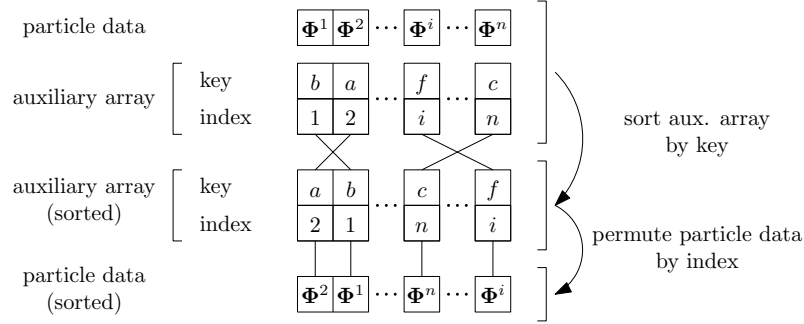 particle data Φ¹ Φ² ⋯ Φⁱ ⋯ Φⁿ
key b a f c
auxiliary array ⋯ ⋯
index 1 2 i n
sort aux. array
by key
key a b c f
auxiliary array
(sorted) ⋯ ⋯
index 2 1 n i
permute particle data
by index
particle data
(sorted) Φ² Φ¹ ⋯ Φⁿ ⋯ Φⁱ